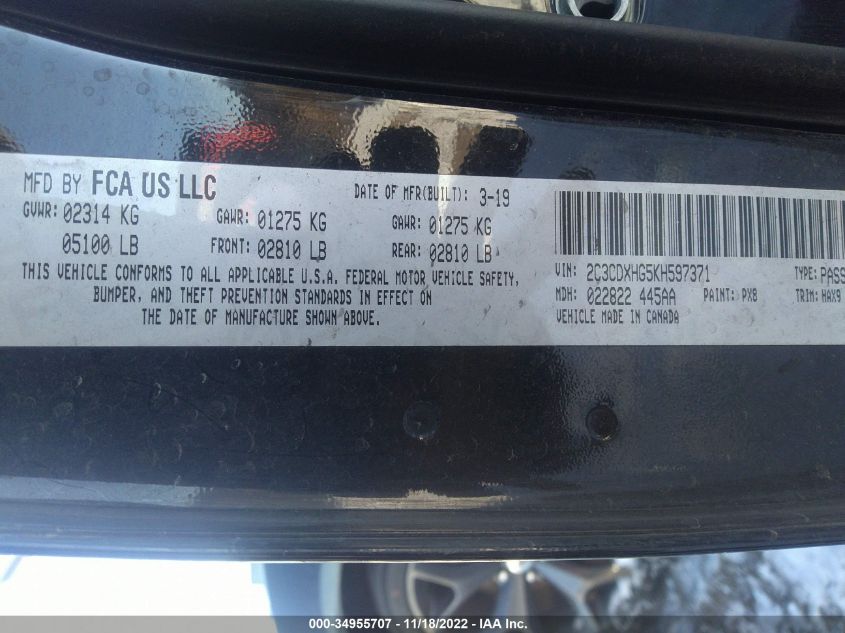 MFD BY FCA US LLC DATE OF MFR(BUILT): 3-19
GVWR: 02314 KG GAWR: 01275 KG GAWR: 01275 KG
05100 LB FRONT: 02810 LB REAR: 02810 LB
THIS VEHICLE CONFORMS TO ALL APPLICABLE U.S.A. FEDERAL MOTOR VEHICLE SAFETY,
BUMPER, AND THEFT PREVENTION STANDARDS IN EFFECT ON
THE DATE OF MANUFACTURE SHOWN ABOVE.
VIN: 2C3CDXHG5KH597371 TYPE: PASS
MDH: 022822 445AA PAINT: PX8 TRIM: HAX9
VEHICLE MADE IN CANADA
000-34955707 - 11/18/2022 - IAA Inc.